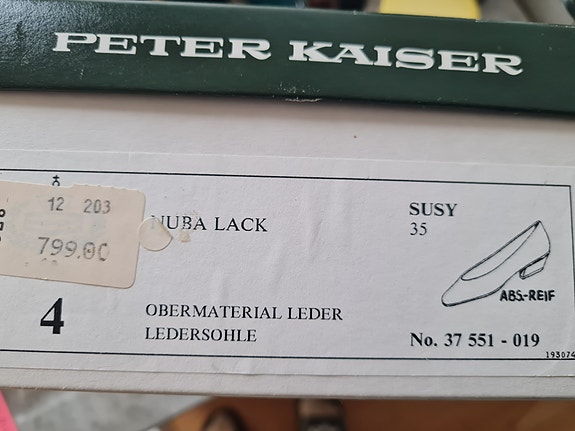 PETER KAISER
12 203
799.00
NUBA LACK
SUSY
35
ABS.-REIF
4
OBERMATERIAL LEDER
LEDERSOHLE
No. 37 551 - 019
193074